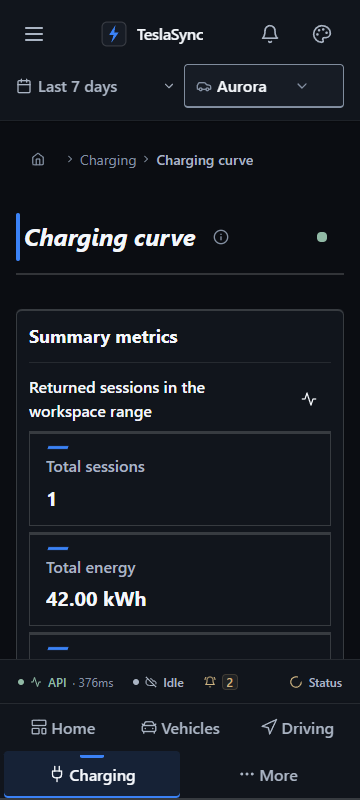 TeslaSync
Last 7 days
Aurora
Charging
Charging curve
Charging curve
Summary metrics
Returned sessions in the
workspace range
Total sessions
1
Total energy
42.00 kWh
API · 376ms
Idle
2
Status
Home
Vehicles
Driving
Charging
More